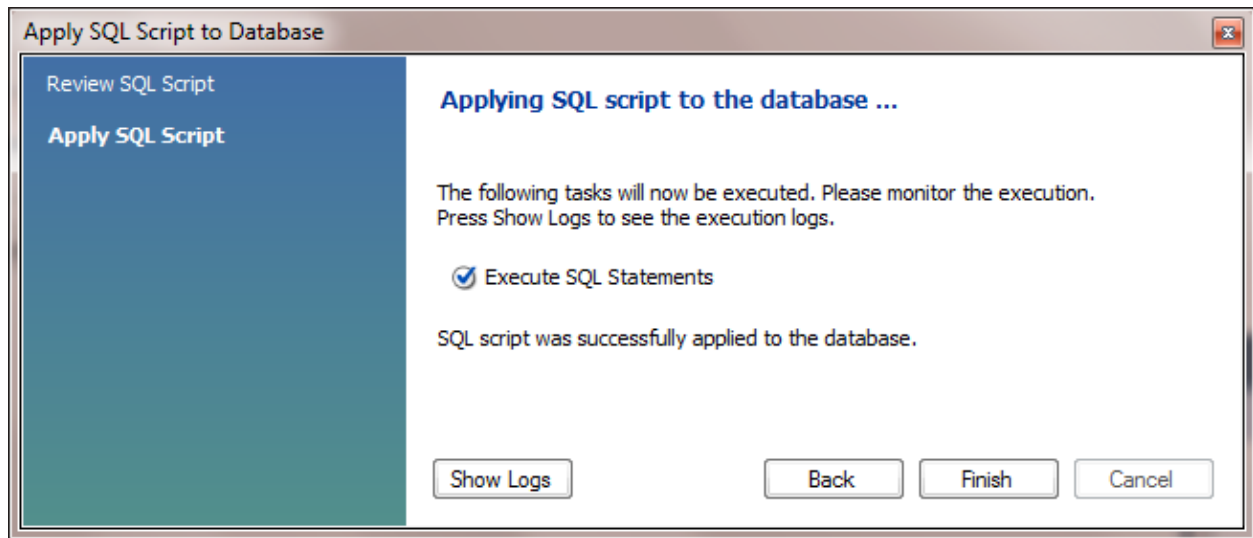 Apply SQL Script to Database
Review SQL Script
Apply SQL Script
Applying SQL script to the database ...
The following tasks will now be executed. Please monitor the execution.
Press Show Logs to see the execution logs.
Execute SQL Statements
SQL script was successfully applied to the database.
Show Logs
Back
Finish
Cancel